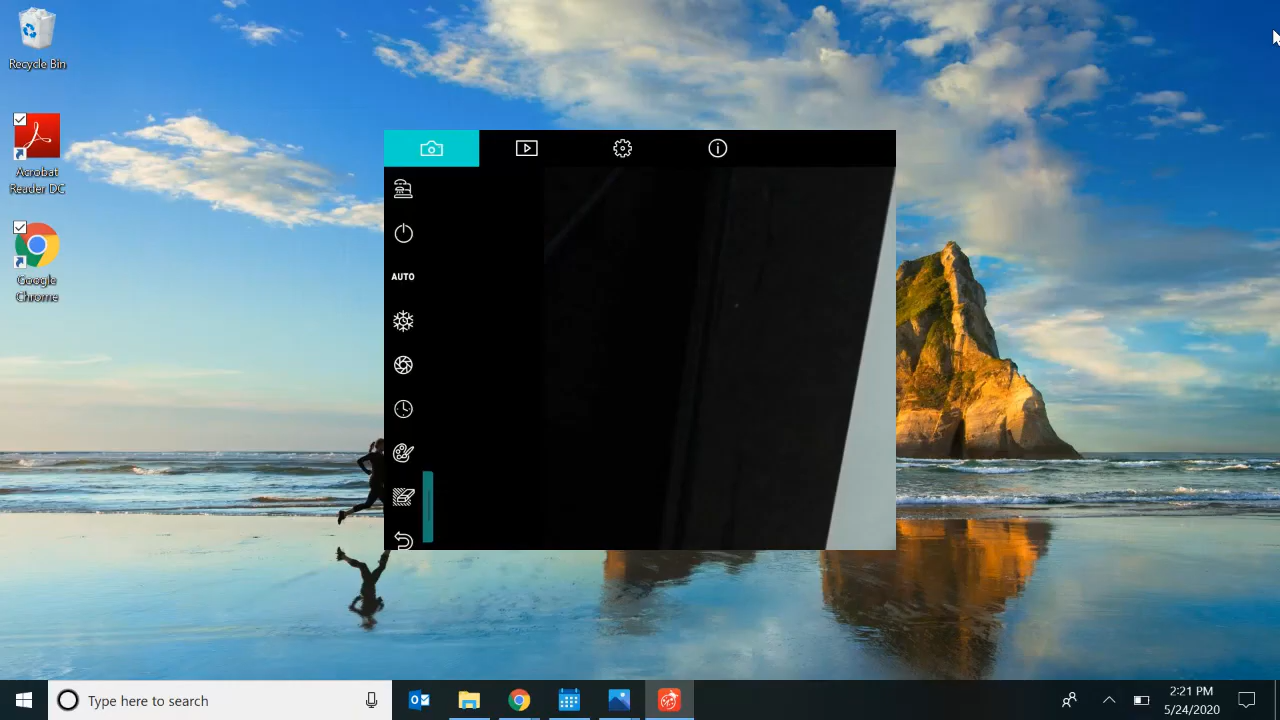 Recycle Bin
Acrobat
Reader DC
Google
Chrome
AUTO
Type here to search
2:21 PM
5/24/2020